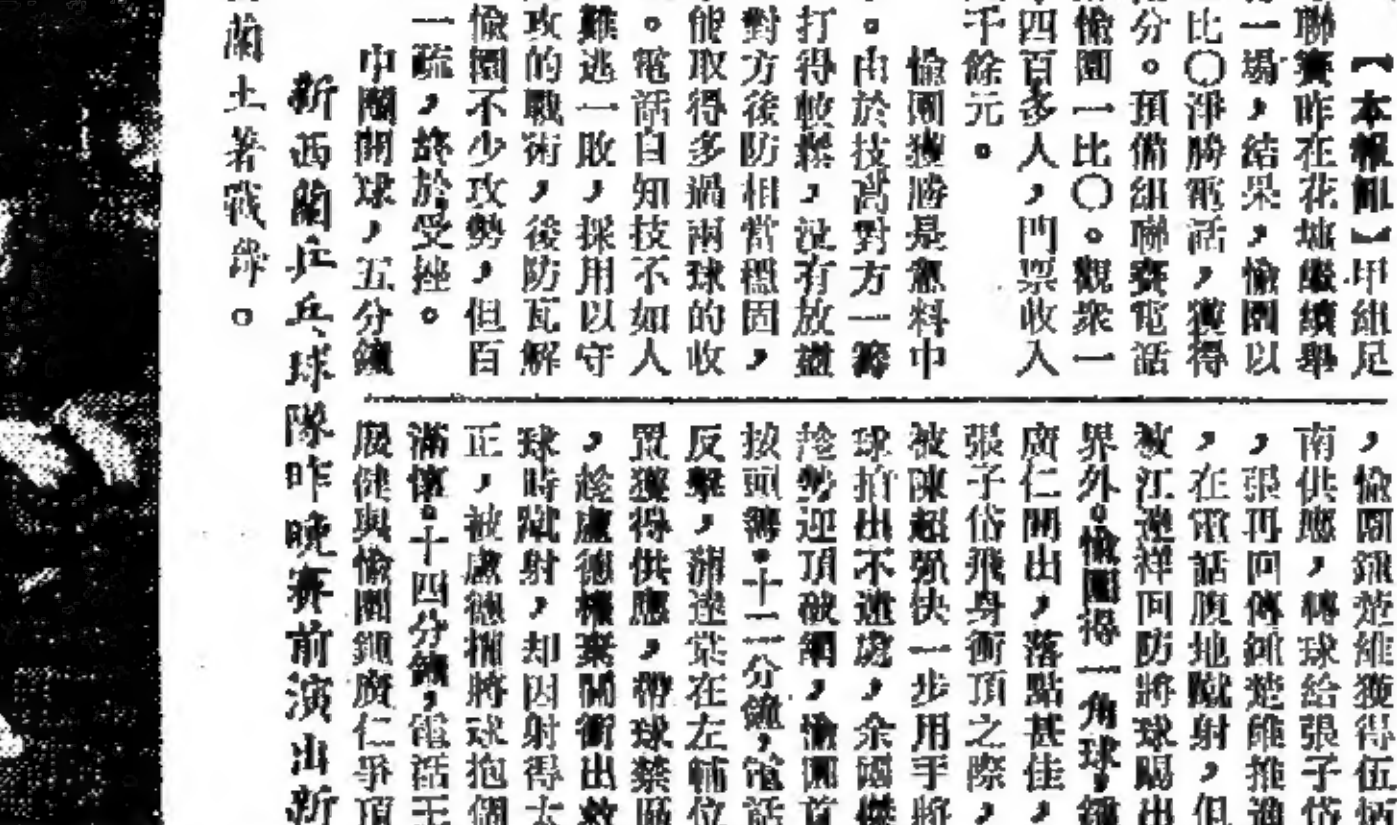 【本報訊】甲組足
聯賽昨在花墟繼續舉
一場，結果，愉園以
比〇淨勝電話，獲得
分。預備組聯賽電話
愉園一比〇。觀衆一
四百多人，門票收入
千餘元。
愉園獲勝是意料中
。由於技高對方一籌
打得較鬆，沒有放盡
對方後防相當穩固，
能取得多過兩球的收
。電話自知技不如人
難逃一敗，採用以守
攻的戰術，後防瓦解
愉園不少攻勢，但百
一疏，終於受挫。
中圈開球，五分鐘
，愉園鍾楚維獲得伍
南供應，轉球給張子岱
，張再回傳鍾楚維推進
，在電話腹地蹴射，但
被江連祥回防將球踢出
界外。愉園得一角球，鍾
廣仁開出，落點甚佳，
張子岱飛身衝頂之際，
被陳超強快一步用手將
球拍出不遠處，余國傑
趁勢迎頂破網，愉園首
拔頭籌。十二分鐘，電話
反擊，達棠在左輔位
置獲得供應，帶球禁區
，趁盧德權棄關衝出救
球時蹴射，却因射得太
正，被盧德權將球抱個
滿懷。十四分鐘，電話王
展健與愉園鍾廣仁爭頂
新西蘭乒乓球隊昨晚賽前演出新
蘭土著戰舞。